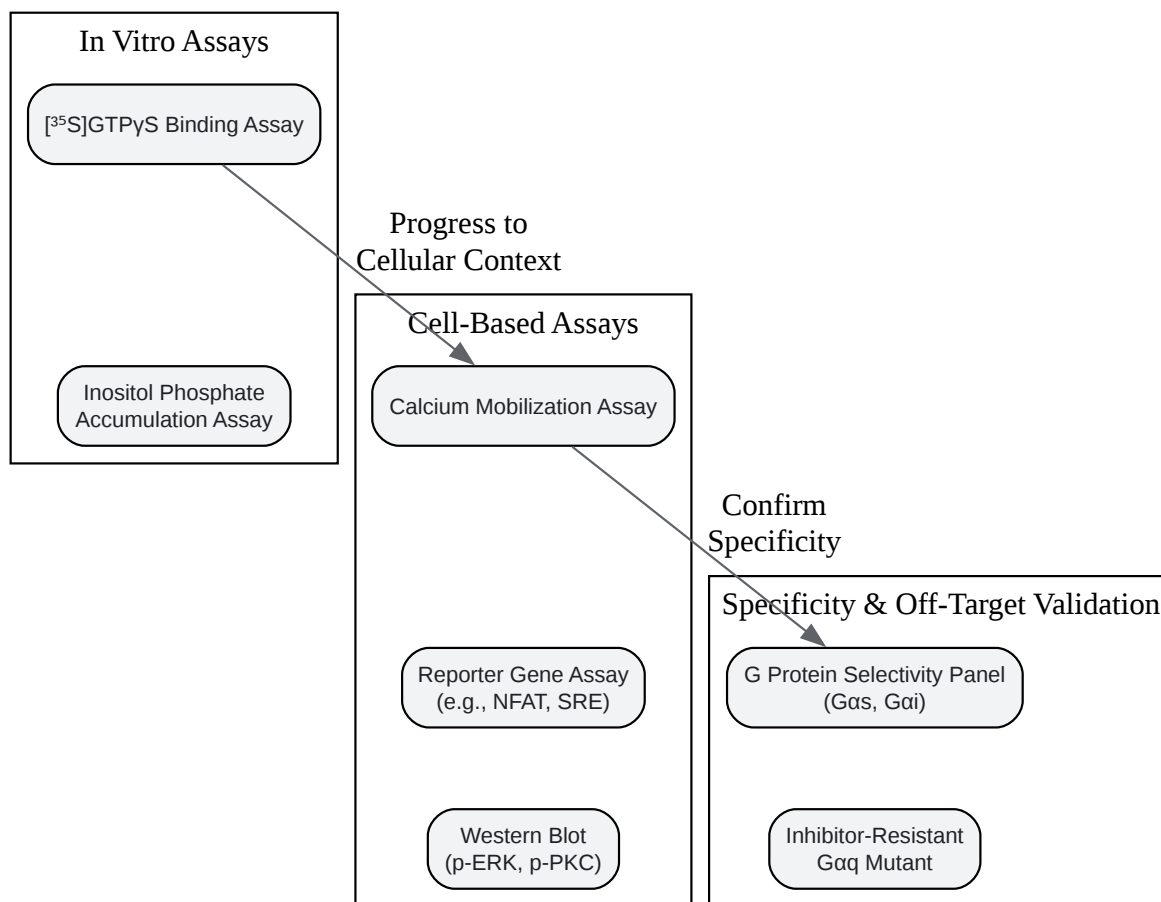 In Vitro Assays
[³⁵S]GTPγS Binding Assay
Progress to
Cellular Context
Inositol Phosphate
Accumulation Assay
Cell-Based Assays
Calcium Mobilization Assay
Confirm
Specificity
Reporter Gene Assay
(e.g., NFAT, SRE)
Western Blot
(p-ERK, p-PKC)
Specificity & Off-Target Validation
G Protein Selectivity Panel
(Gαs, Gαi)
Inhibitor-Resistant
Gαq Mutant